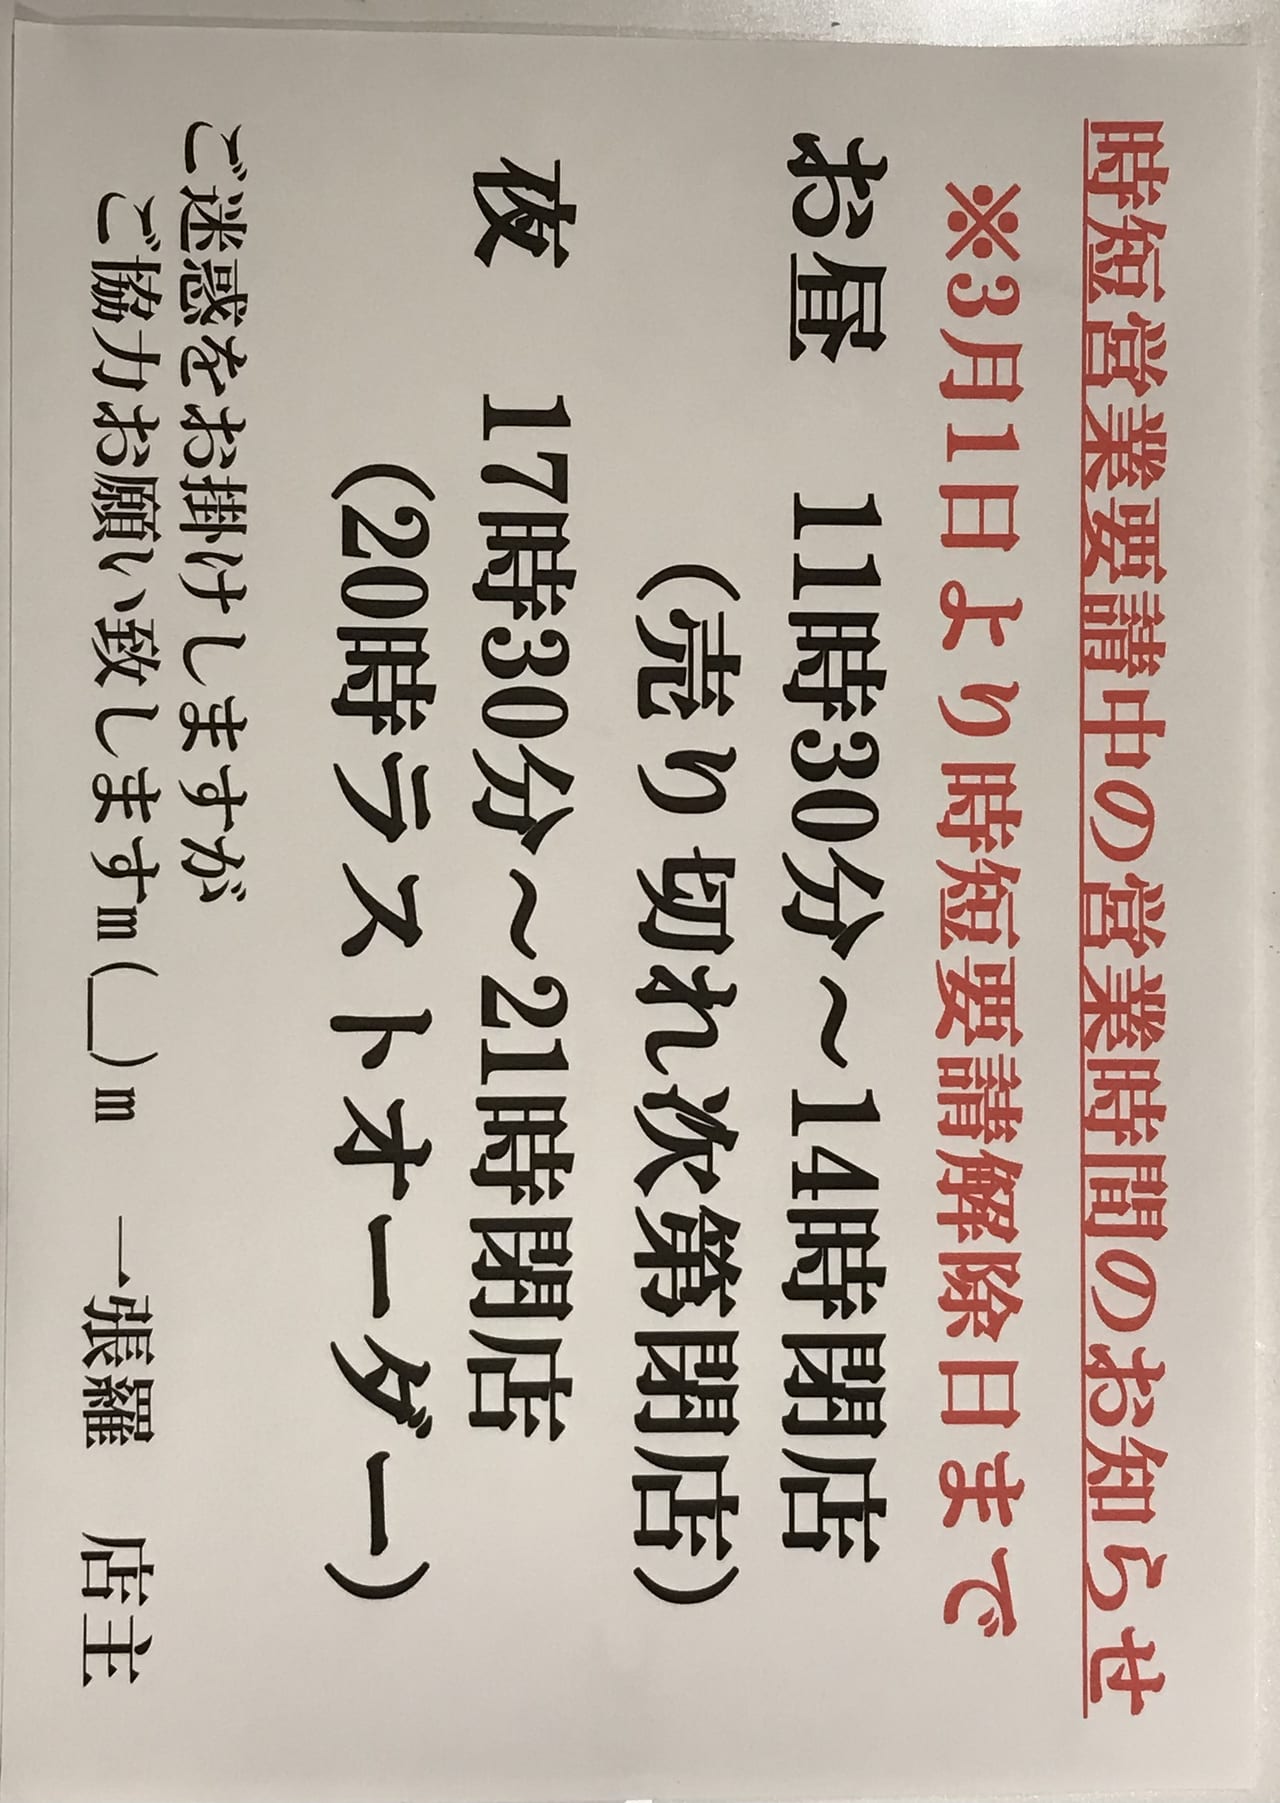 時短営業要請中の営業時間のお知らせ
※3月1日より時短要請解除日まで
お昼　11時30分～14時閉店
（売り切れ次第閉店）
夜　17時30分～21時閉店
（20時ラストオーダー）
ご迷惑をお掛けしますが
ご協力お願い致しますm(__)m　一張羅　店主